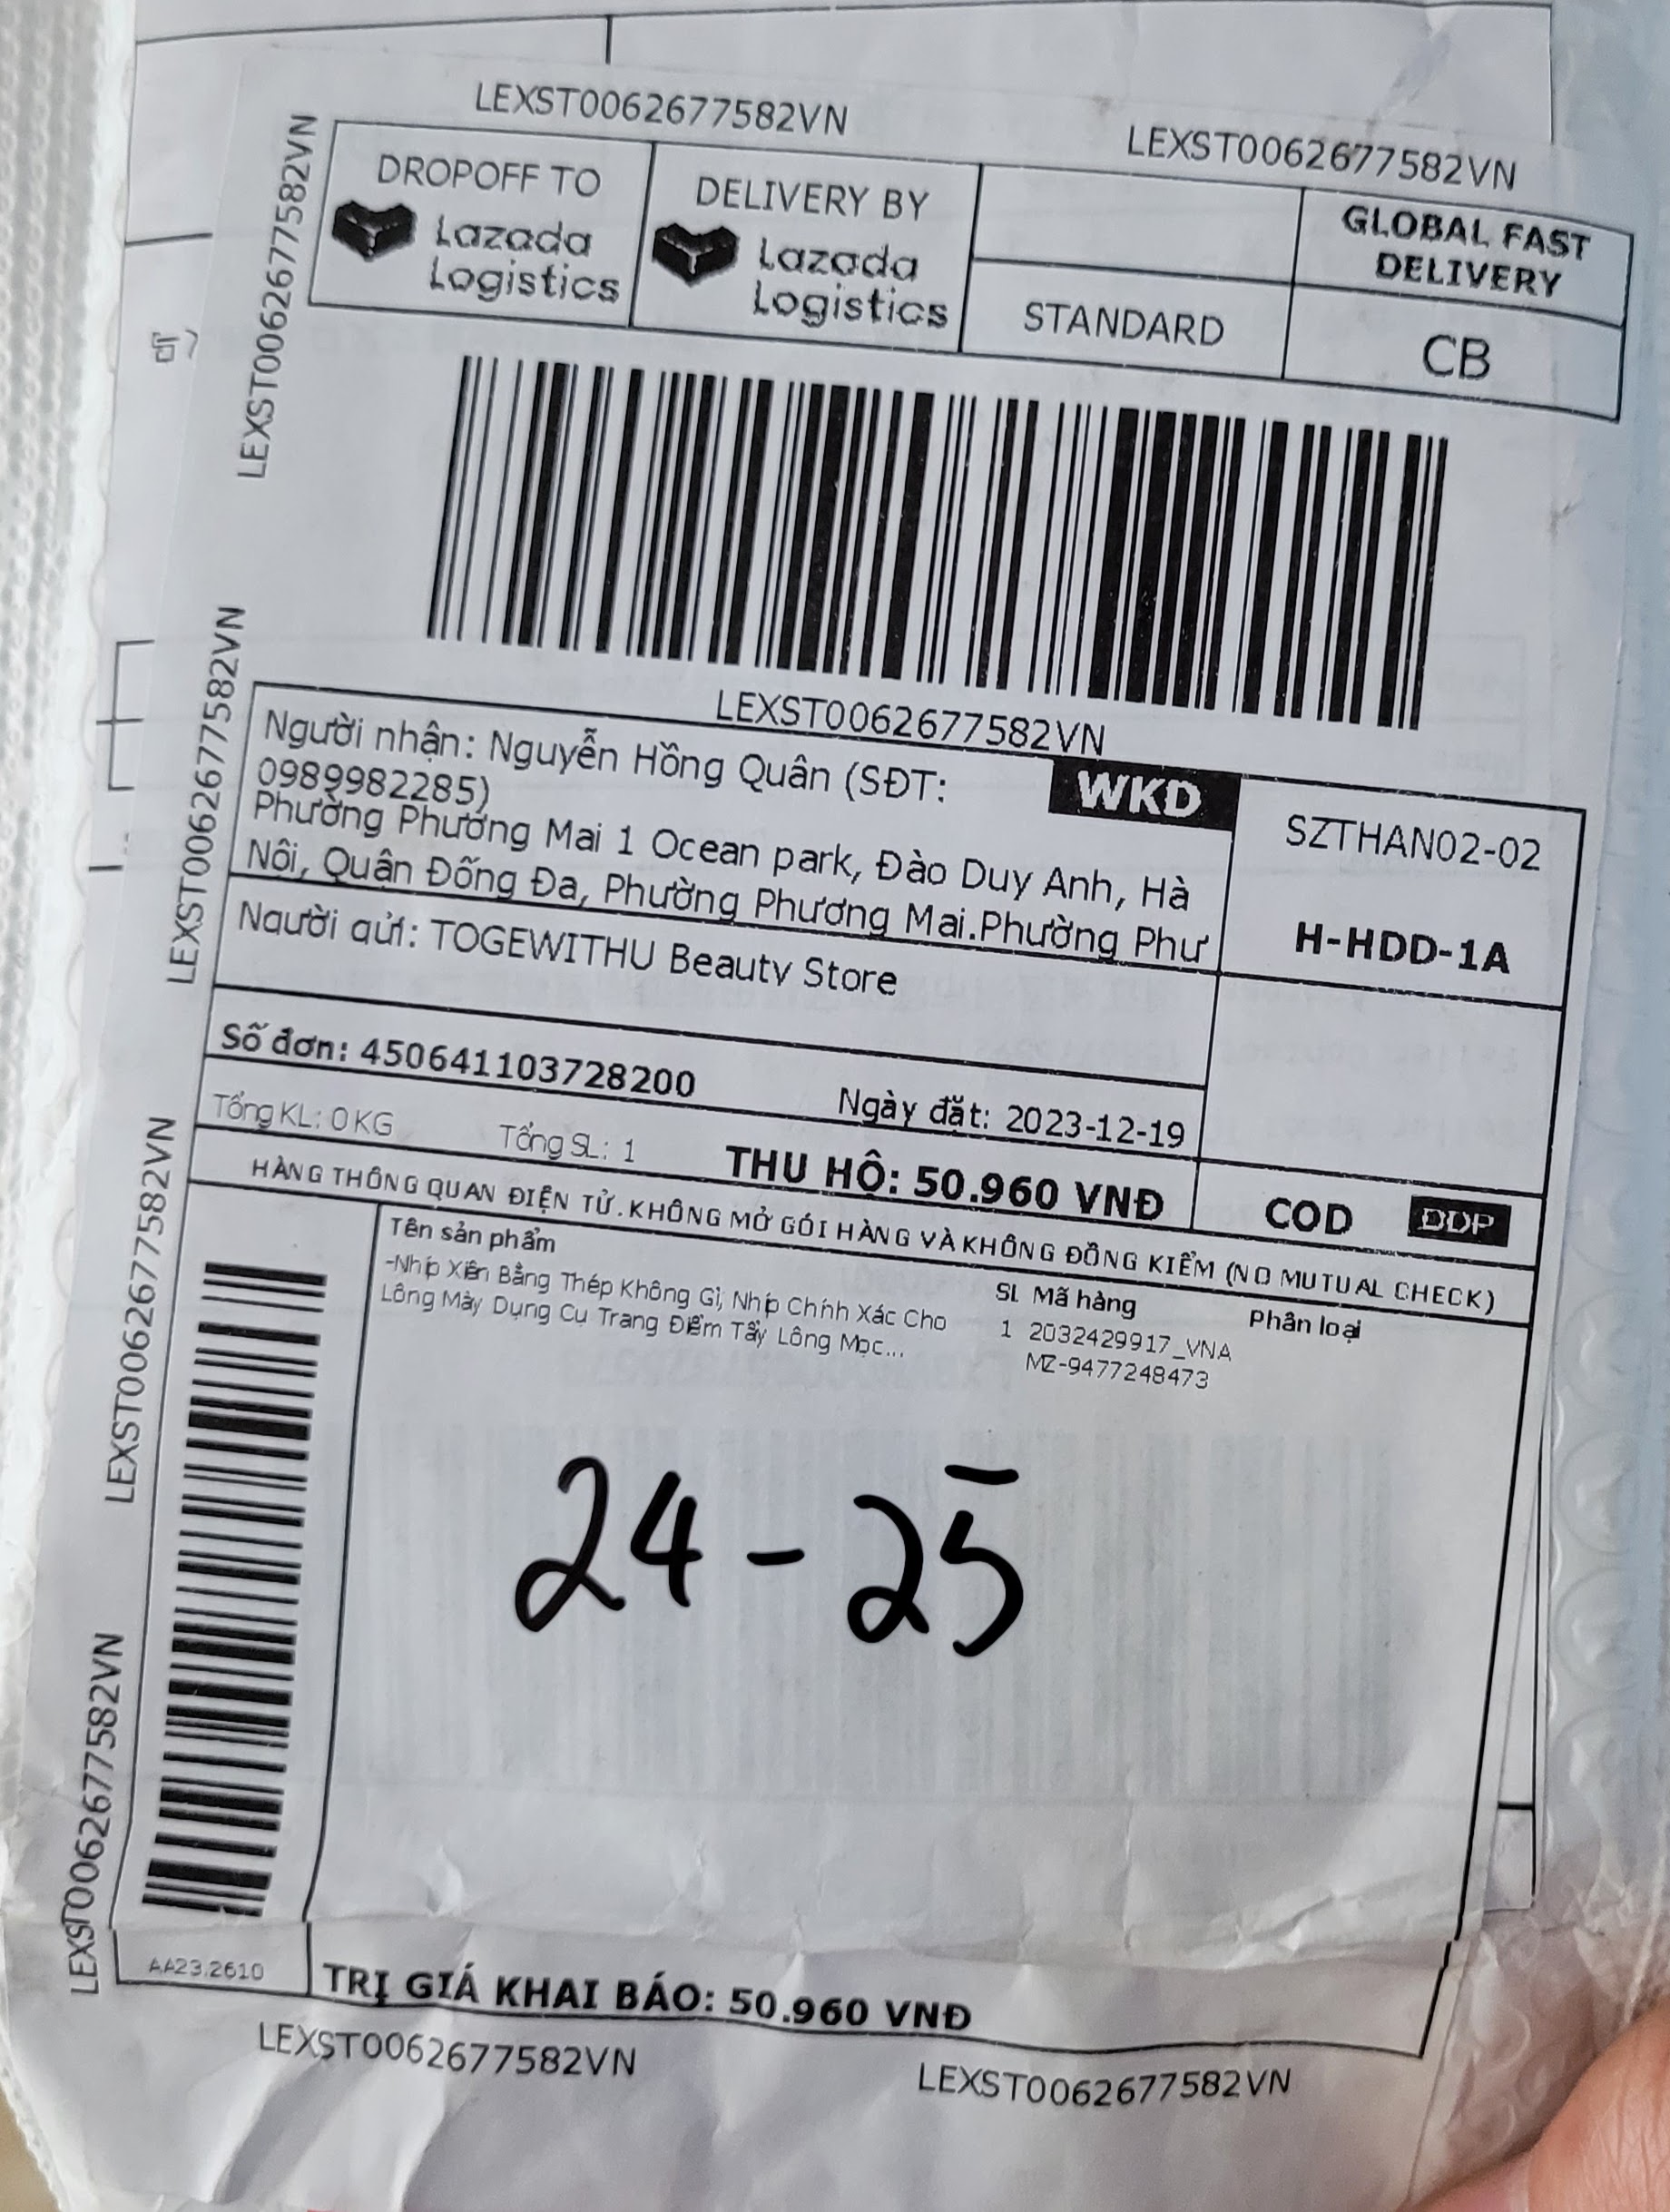 LEXST0062677582VN
LEXST0062677582VN
LEXST0062677582VN
DROPOFF TO
Lazada
Logistics
DELIVERY BY
Lazada
Logistics
STANDARD
GLOBAL FAST
DELIVERY
CB
LEXST0062677582VN
LEXST0062677582VN
Người nhận: Nguyễn Hồng Quân (SĐT:
0989982285)
Phường Phương Mai 1 Ocean park, Đào Duy Anh, Hà
Nôi, Quận Đống Đa, Phường Phương Mai.Phường Phư
WKD
SZTHAN02-02
H-HDD-1A
Người gửi: TOGEWITHU Beauty Store
Số đơn: 450641103728200
Ngày đặt: 2023-12-19
Tổng KL: 0 KG
Tổng SL: 1
THU HỘ: 50.960 VNĐ
COD
DDP
HÀNG THÔNG QUAN ĐIỆN TỬ.KHÔNG MỞ GÓI HÀNG VÀ KHÔNG ĐỒNG KIỂM (NO MUTUAL CHECK)
LEXST0062677582VN
Tên sản phẩm
SL Mã hàng
Phân loại
-Nhíp Xiên Bằng Thép Không Gỉ, Nhíp Chính Xác Cho
Lông Mày Dụng Cụ Trang Điểm Tẩy Lông Mọc...
1 2032429917_VNA
MZ-9477248473
24-25
LEXST0062677582VN
AA23.2610
TRỊ GIÁ KHAI BÁO: 50.960 VNĐ
LEXST0062677582VN
LEXST0062677582VN